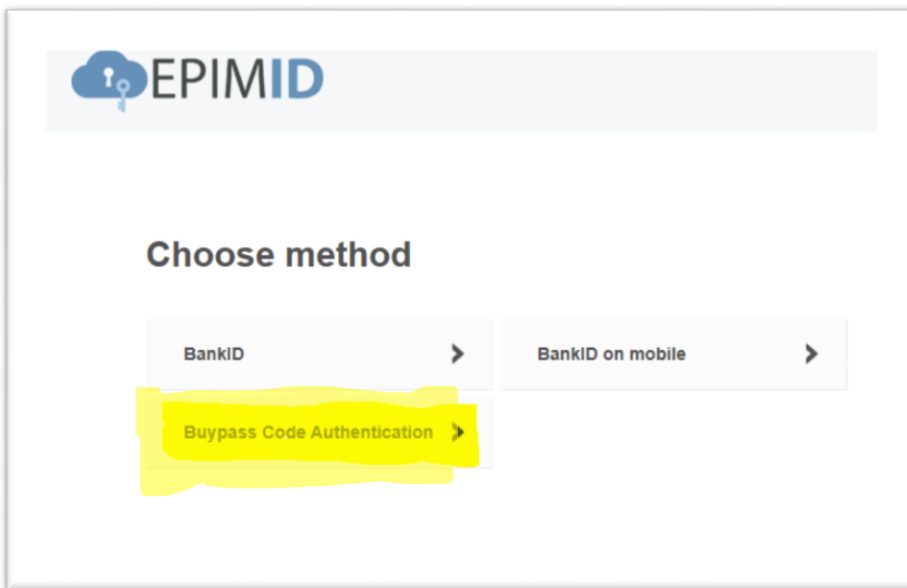 EPIMID
Choose method
BankID
BankID on mobile
Buypass Code Authentication